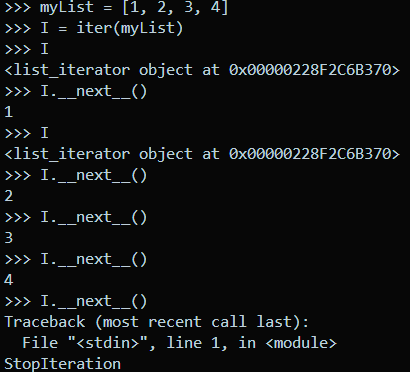 >>> myList = [1, 2, 3, 4]
>>> I = iter(myList)
>>> I
<list_iterator object at 0x00000228F2C6B370>
>>> I.__next__()
1
>>> I
<list_iterator object at 0x00000228F2C6B370>
>>> I.__next__()
2
>>> I.__next__()
3
>>> I.__next__()
4
>>> I.__next__()
Traceback (most recent call last):
  File "<stdin>", line 1, in <module>
StopIteration